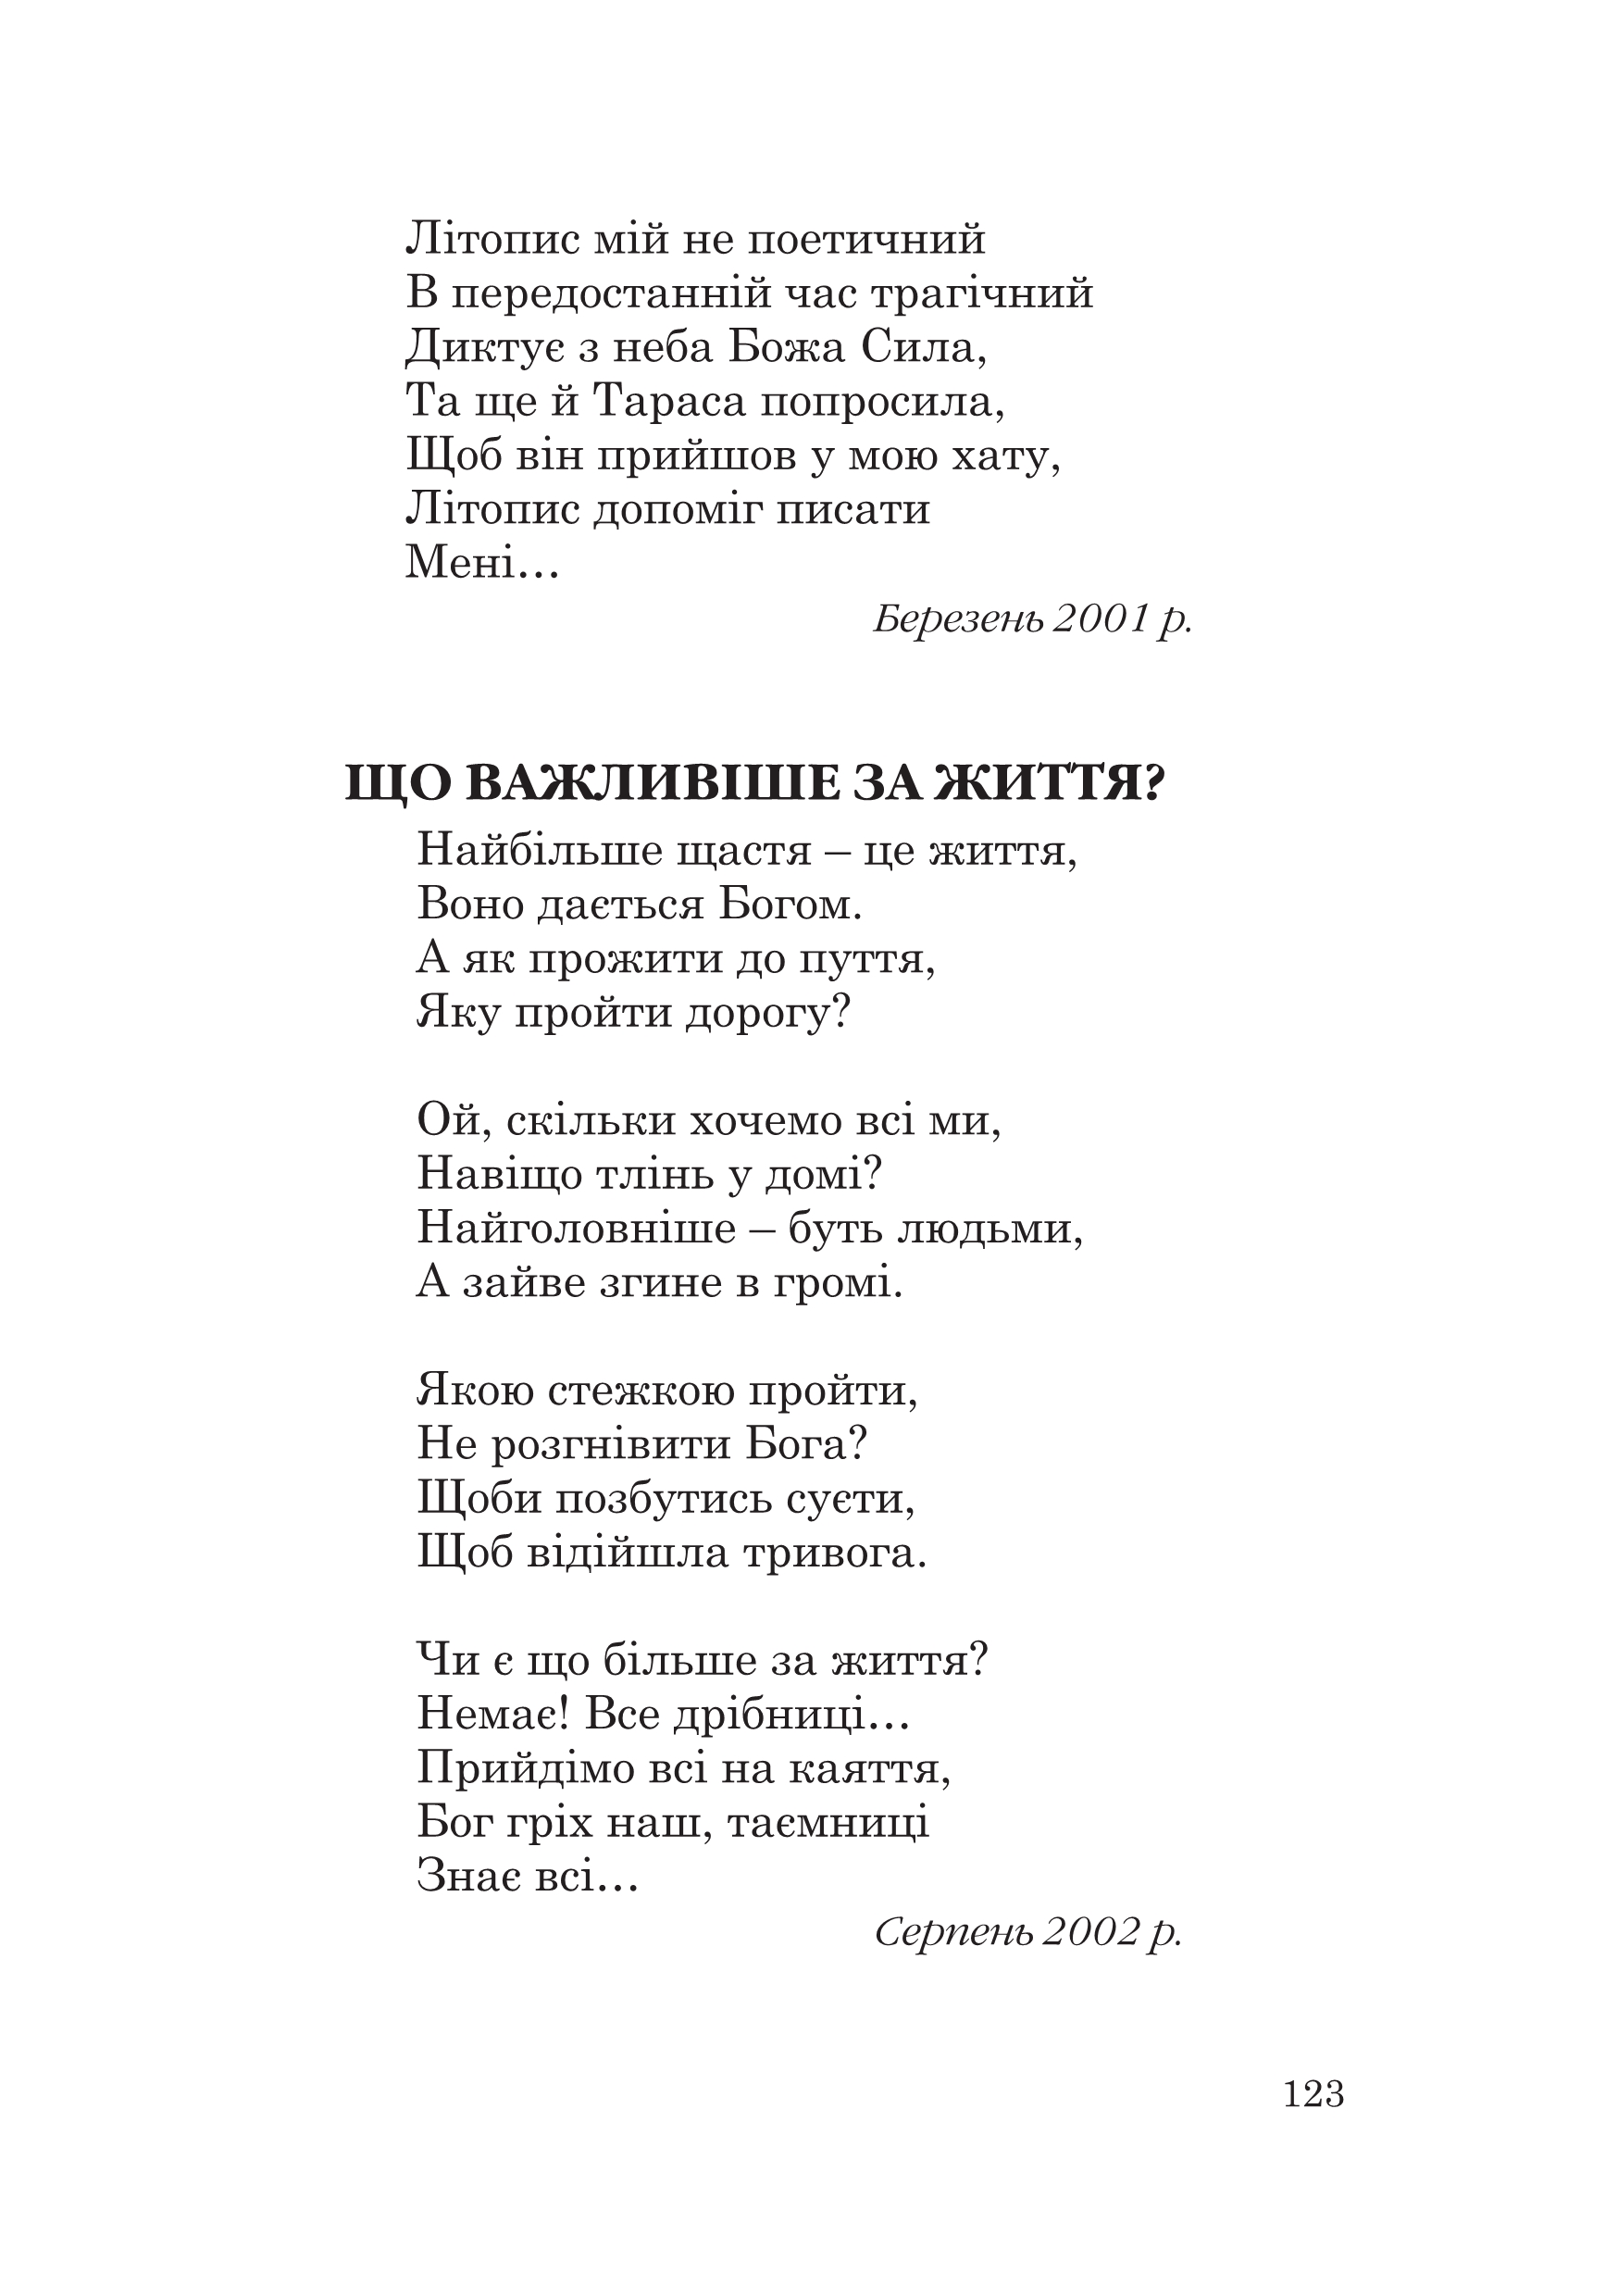 Літопис мій не поетичний
В передостанній час трагічний
Диктує з неба Божа Сила,
Та ще й Тараса попросила,
Щоб він прийшов у мою хату,
Літопис допоміг писати
Мені…
Березень 2001 р.
ЩО ВАЖЛИВІШЕ ЗА ЖИТТЯ?
Найбільше щастя – це життя,
Воно дається Богом.
А як прожити до пуття,
Яку пройти дорогу?
Ой, скільки хочемо всі ми,
Навіщо тлінь у домі?
Найголовніше – буть людьми,
А зайве згине в громі.
Якою стежкою пройти,
Не розгнівити Бога?
Щоби позбутись суєти,
Щоб відійшла тривога.
Чи є що більше за життя?
Немає! Все дрібниці…
Прийдімо всі на каяття,
Бог гріх наш, таємниці
Знає всі…
Серпень 2002 р.
123